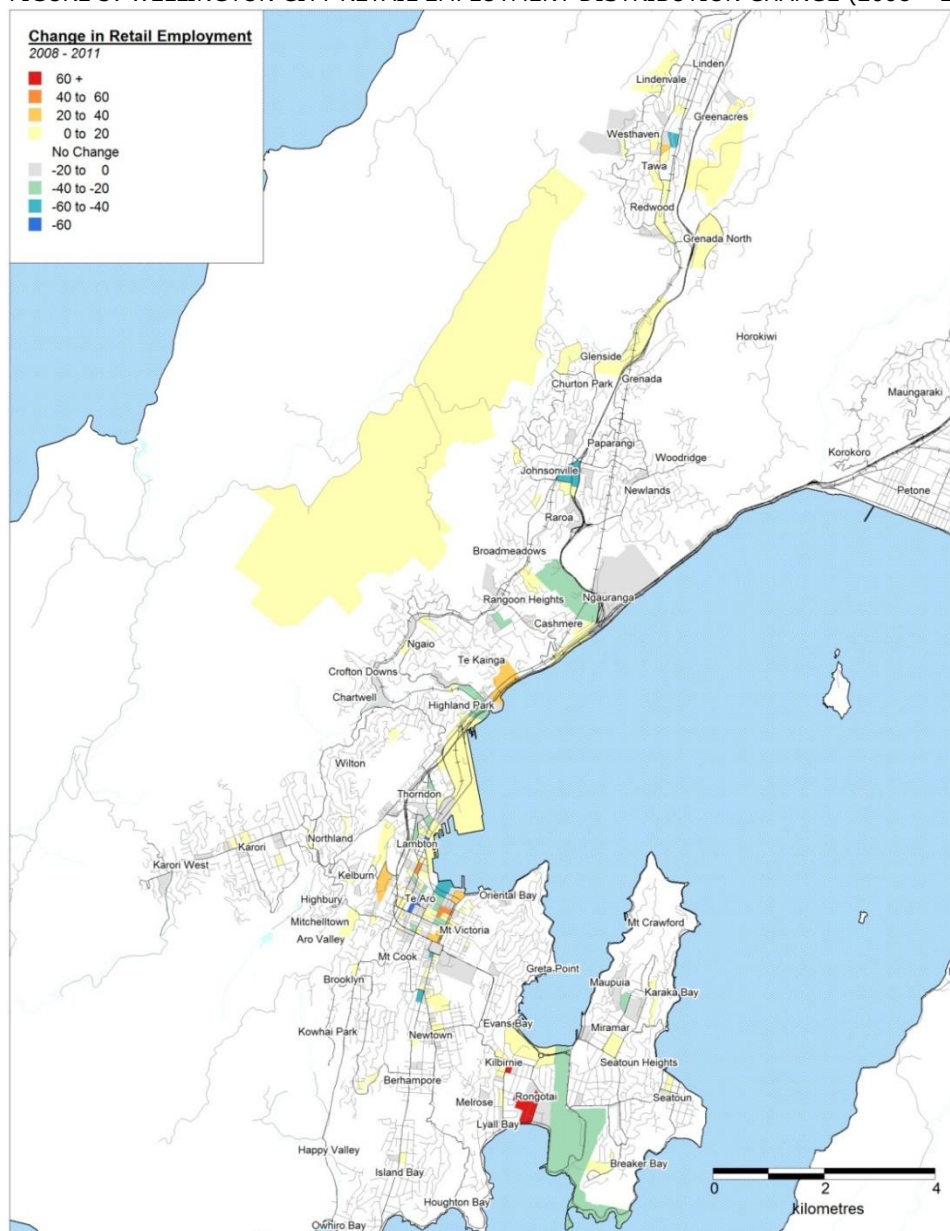 Change in Retail Employment
2008 - 2011
60 +
40 to 60
20 to 40
0 to 20
No Change
-20 to 0
-40 to -20
-60 to -40
-60
Linden
Lindenvale
Greenacres
Westhaven
Tawa
Redwood
Grenada North
Horokiwi
Glenside
Grenada
Churton Park
Maungaraki
Paparangi
Korokoro
Woodridge
Johnsonville
Newlands
Petone
Raroa
Broadmeadows
Rangoon Heights
Ngauranga
Cashmere
Ngaio
Te Kainga
Crofton Downs
Chartwell
Highland Park
Wilton
Thorndon
Northland
Lambton
Karori
Karori West
Kelburn
Oriental Bay
Highbury
Te Aro
Mitchelltown
Mt Victoria
Mt Crawford
Aro Valley
Mt Cook
Greta Point
Brooklyn
Maupuia
Karaka Bay
Evans Bay
Kowhai Park
Miramar
Newtown
Kilbirnie
Seatoun Heights
Berhampore
Rongotai
Melrose
Seatoun
Lyall Bay
Happy Valley
Breaker Bay
Island Bay
Houghton Bay
Owhiro Bay
0
2
4
kilometres